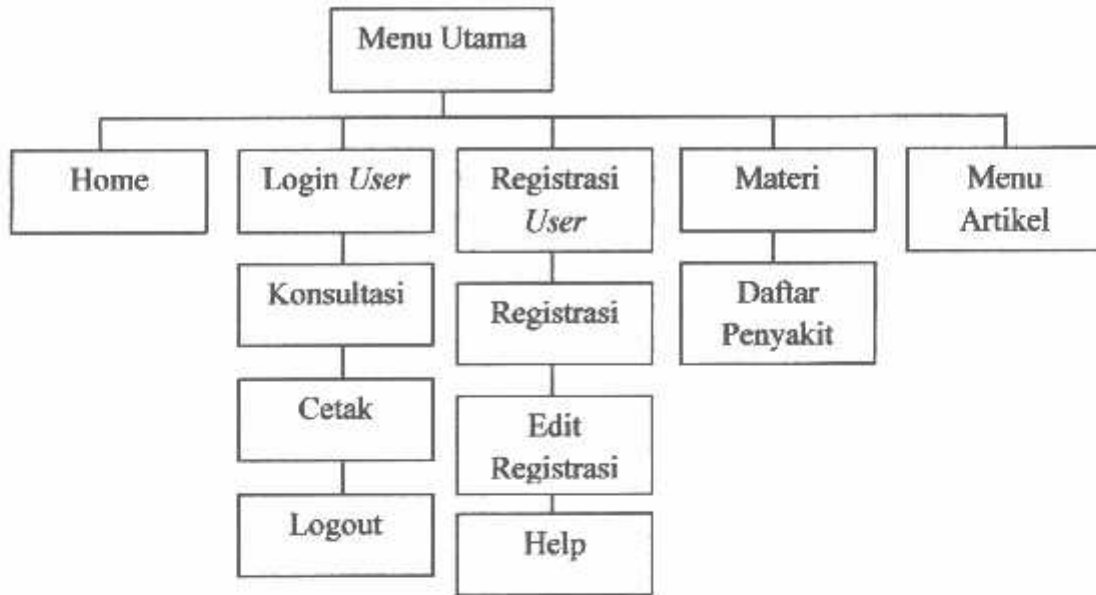 Menu Utama
Home
Login User
Konsultasi
Cetak
Logout
Registrasi
User
Registrasi
Edit
Registrasi
Help
Materi
Daftar
Penyakit
Menu
Artikel